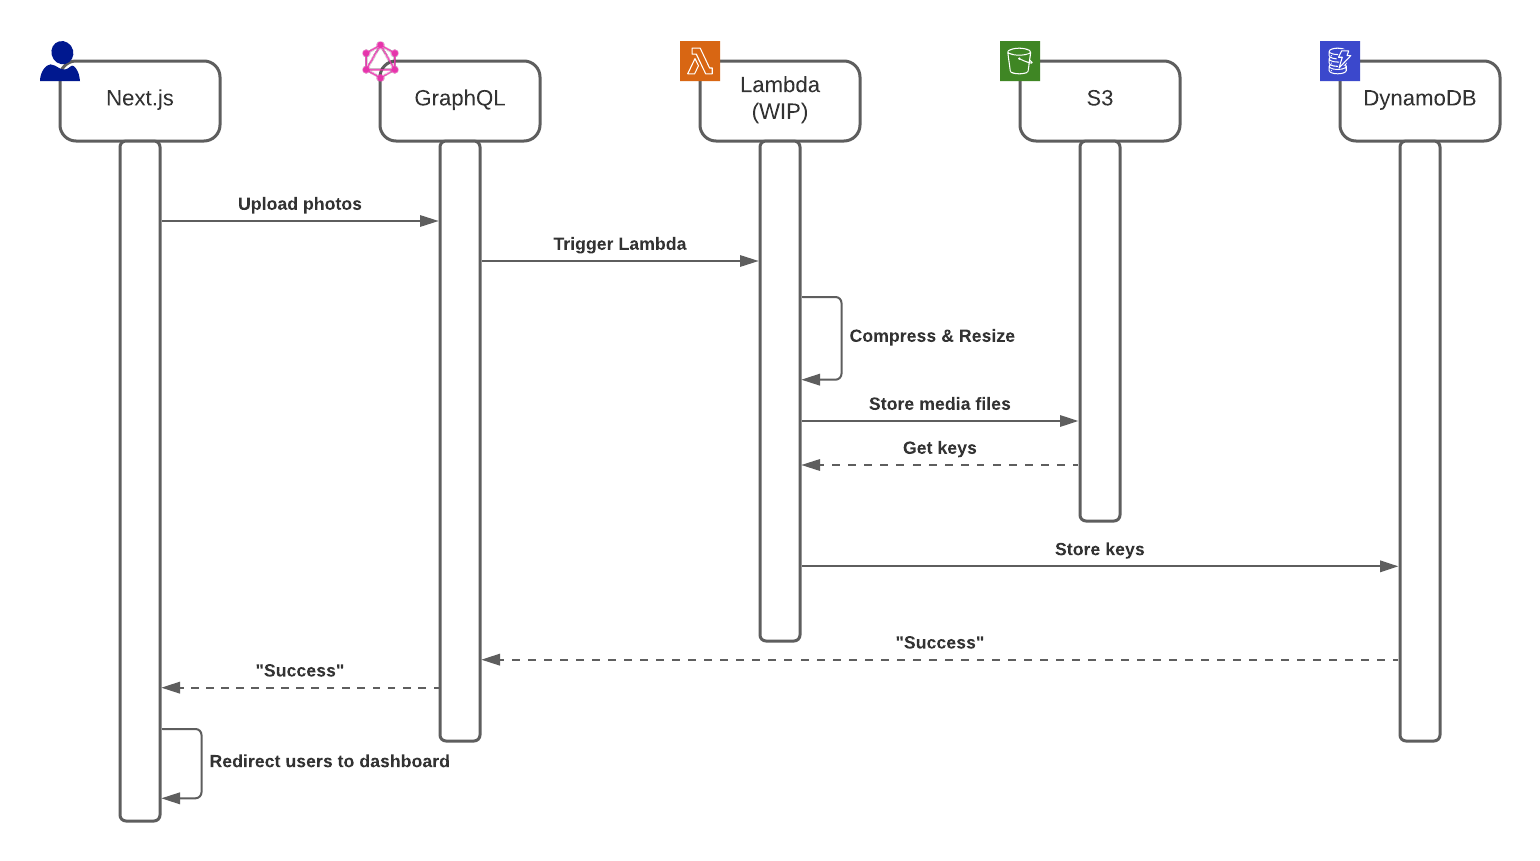 Next.js
GraphQL
Lambda
(WIP)
S3
DynamoDB
Upload photos
Trigger Lambda
Compress & Resize
Store media files
Get keys
Store keys
"Success"
"Success"
Redirect users to dashboard